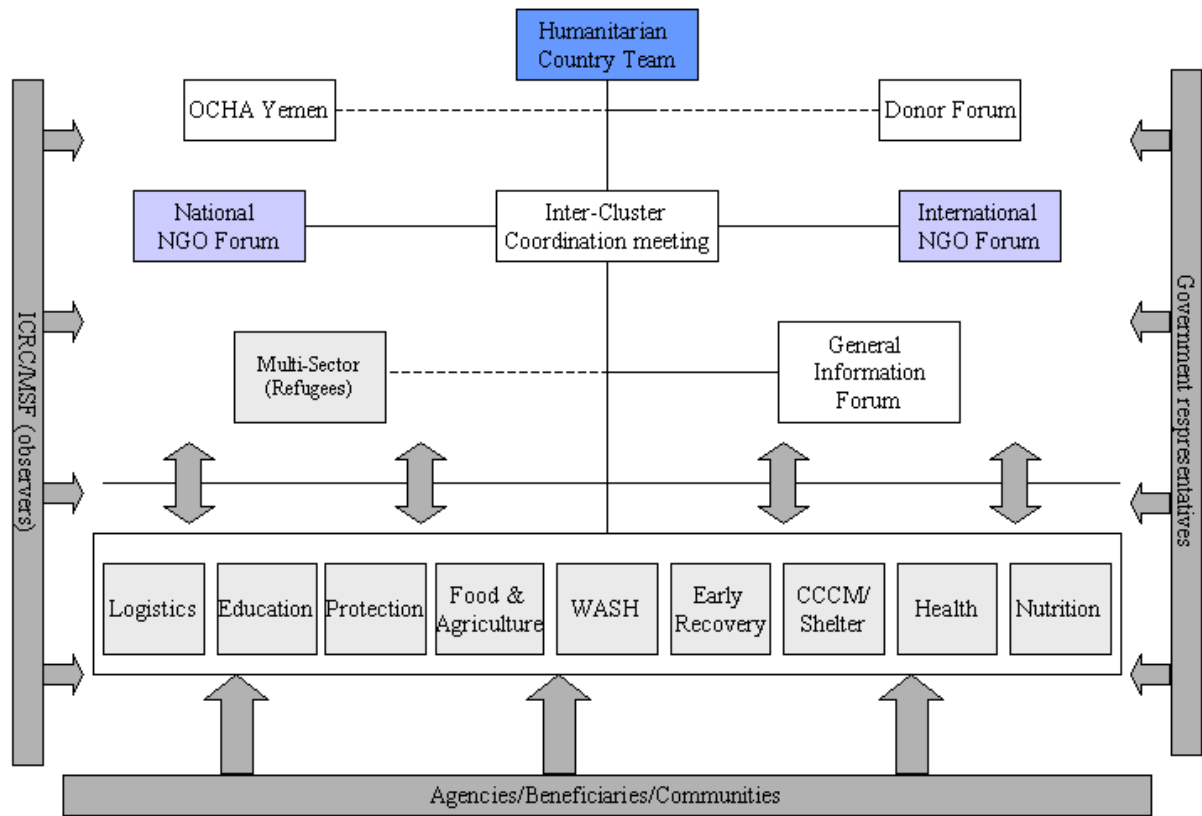 Humanitarian
Country Team
OCHA Yemen
Donor Forum
National
NGO Forum
Inter-Cluster
Coordination meeting
International
NGO Forum
Multi-Sector
(Refugees)
General
Information
Forum
ICRC/MSF (observers)
Government respresentatives
Logistics
Education
Protection
Food &
Agriculture
WASH
Early
Recovery
CCCM/
Shelter
Health
Nutrition
Agencies/Beneficiaries/Communities